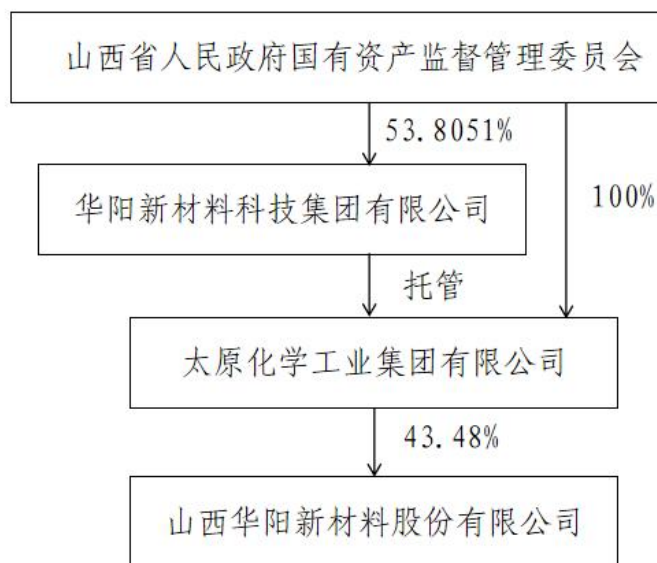 山西省人民政府国有资产监督管理委员会
53.8051%
华阳新材料科技集团有限公司
100%
托管
太原化学工业集团有限公司
43.48%
山西华阳新材料股份有限公司